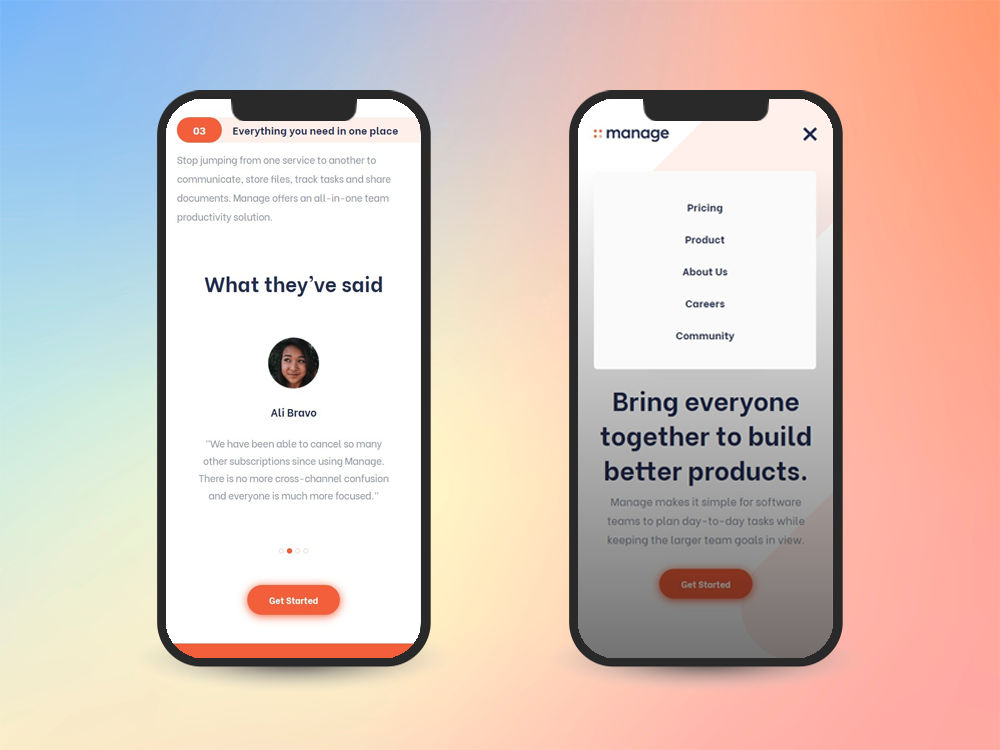 03 Everything you need in one place
Stop jumping from one service to another to
communicate, store files, track tasks and share
documents. Manage offers an all-in-one team
productivity solution.
What they’ve said
Ali Bravo
“We have been able to cancel so many
other subscriptions since using Manage.
There is no more cross-channel confusion
and everyone is much more focused.”
Get Started
manage
Pricing
Product
About Us
Careers
Community
Bring everyone
together to build
better products.
Manage makes it simple for software
teams to plan day-to-day tasks while
keeping the larger team goals in view.
Get Started